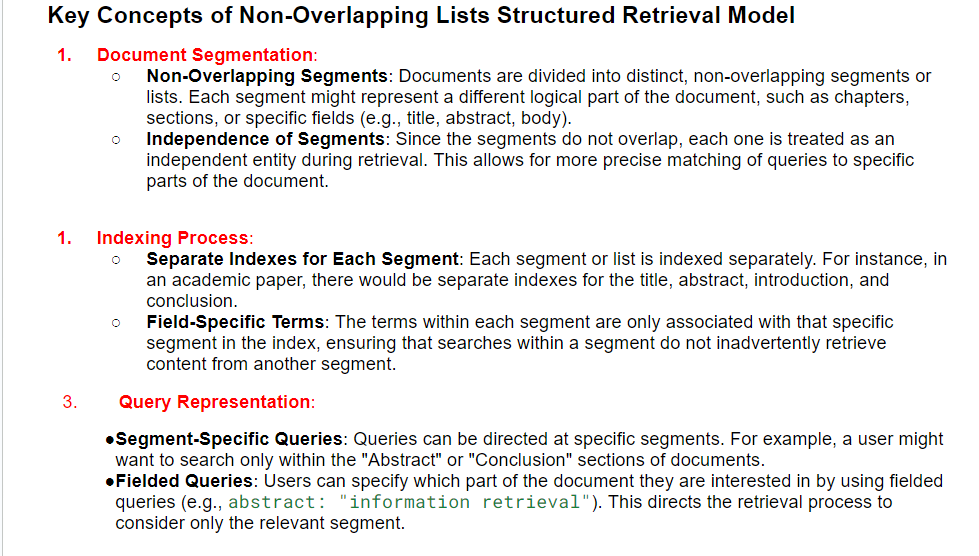 Key Concepts of Non-Overlapping Lists Structured Retrieval Model
1. Document Segmentation:
○ Non-Overlapping Segments: Documents are divided into distinct, non-overlapping segments or
lists. Each segment might represent a different logical part of the document, such as chapters,
sections, or specific fields (e.g., title, abstract, body).
○ Independence of Segments: Since the segments do not overlap, each one is treated as an
independent entity during retrieval. This allows for more precise matching of queries to specific
parts of the document.
1. Indexing Process:
○ Separate Indexes for Each Segment: Each segment or list is indexed separately. For instance, in
an academic paper, there would be separate indexes for the title, abstract, introduction, and
conclusion.
○ Field-Specific Terms: The terms within each segment are only associated with that specific
segment in the index, ensuring that searches within a segment do not inadvertently retrieve
content from another segment.
3. Query Representation:
●Segment-Specific Queries: Queries can be directed at specific segments. For example, a user might
want to search only within the "Abstract" or "Conclusion" sections of documents.
●Fielded Queries: Users can specify which part of the document they are interested in by using fielded
queries (e.g., abstract: "information retrieval"). This directs the retrieval process to
consider only the relevant segment.